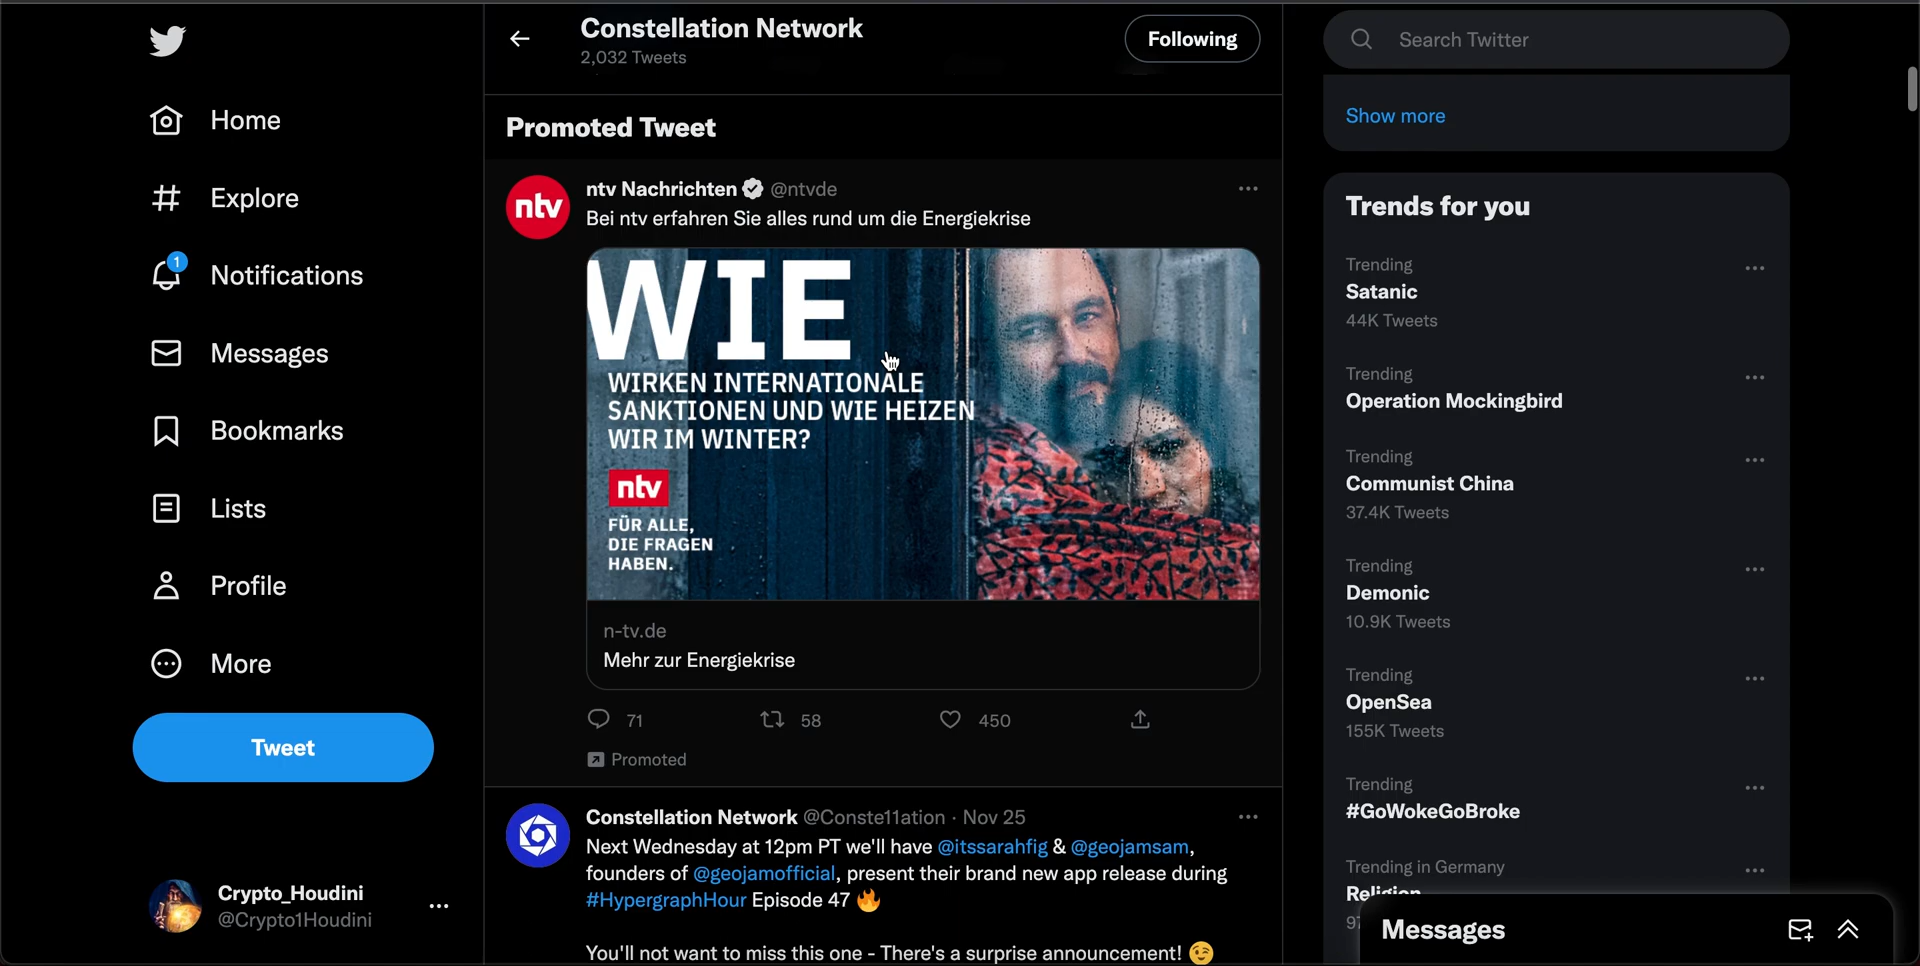 Home
Explore
1
Notifications
Messages
Bookmarks
Lists
Profile
More
Tweet
Crypto_Houdini
@Crypto1Houdini
Constellation Network
2,032 Tweets
Following
Promoted Tweet
ntv
ntv Nachrichten @ntvde
Bei ntv erfahren Sie alles rund um die Energiekrise
WIE
WIRKEN INTERNATIONALE
SANKTIONEN UND WIE HEIZEN
WIR IM WINTER?
ntv
FÜR ALLE,
DIE FRAGEN
HABEN.
n-tv.de
Mehr zur Energiekrise
71 58 450
Promoted
Constellation Network @Conste11ation · Nov 25
Next Wednesday at 12pm PT we'll have @itssarahfig & @geojamsam,
founders of @geojamofficial, present their brand new app release during
#HypergraphHour Episode 47 🔥
You'll not want to miss this one - There's a surprise announcement! 😉
Search Twitter
Show more
Trends for you
Trending
Satanic
44K Tweets
Trending
Operation Mockingbird
Trending
Communist China
37.4K Tweets
Trending
Demonic
10.9K Tweets
Trending
OpenSea
155K Tweets
Trending
#GoWokeGoBroke
Trending in Germany
Religion
Messages